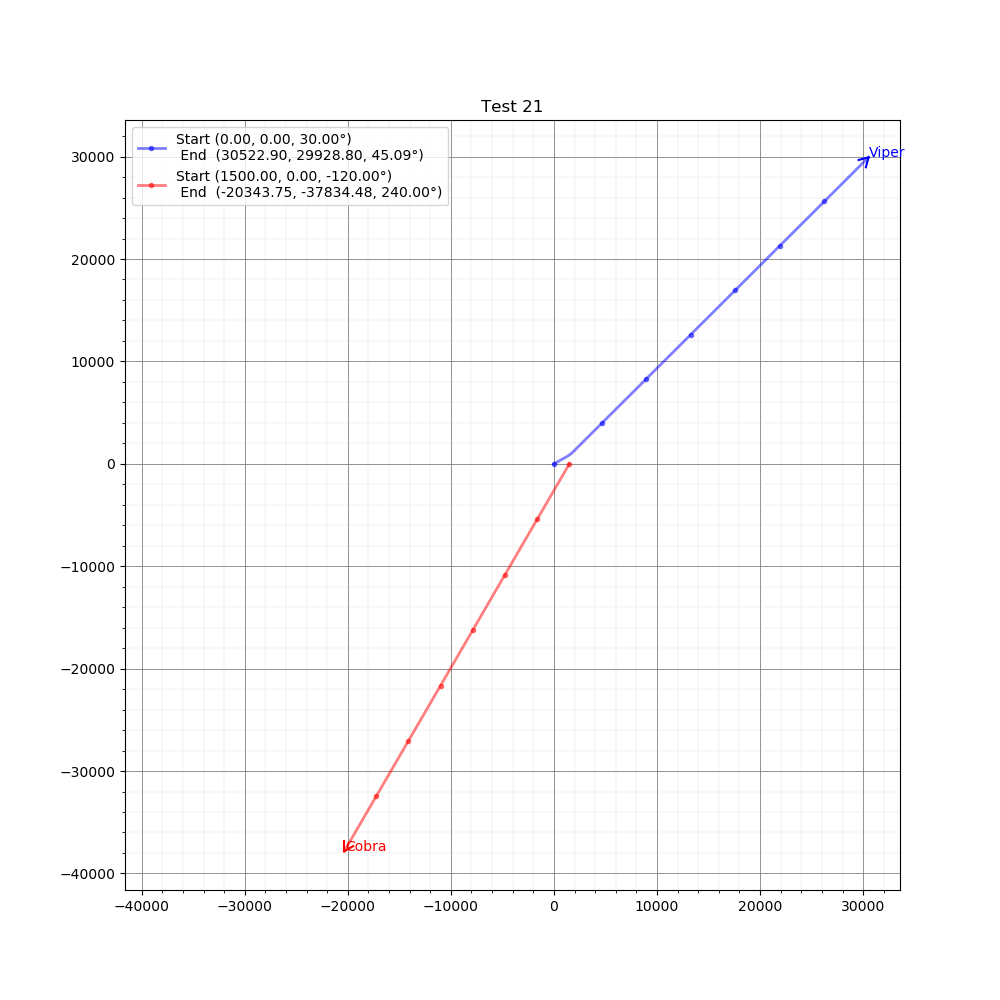 Test 21
Start (0.00, 0.00, 30.00°)
End (30522.90, 29928.80, 45.09°)
Start (1500.00, 0.00, -120.00°)
End (-20343.75, -37834.48, 240.00°)
Viper
Cobra
30000
20000
10000
0
−10000
−20000
−30000
−40000
−40000 −30000 −20000 −10000 0 10000 20000 30000